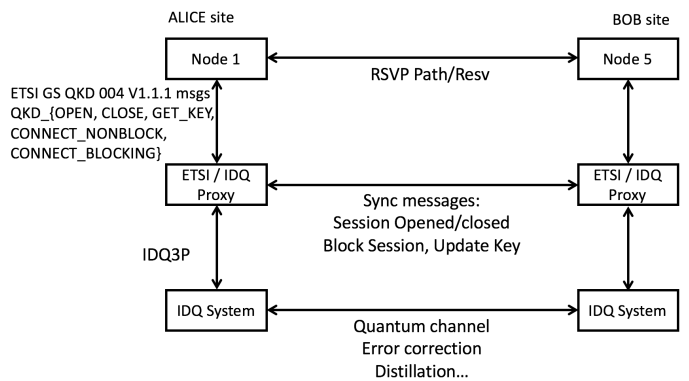 ALICE site
BOB site
Node 1
Node 5
RSVP Path/Resv
ETSI GS QKD 004 V1.1.1 msgs
QKD_{OPEN, CLOSE, GET_KEY,
CONNECT_NONBLOCK,
CONNECT_BLOCKING}
ETSI / IDQ
Proxy
ETSI / IDQ
Proxy
Sync messages:
Session Opened/closed
Block Session, Update Key
IDQ3P
IDQ System
IDQ System
Quantum channel
Error correction
Distillation...